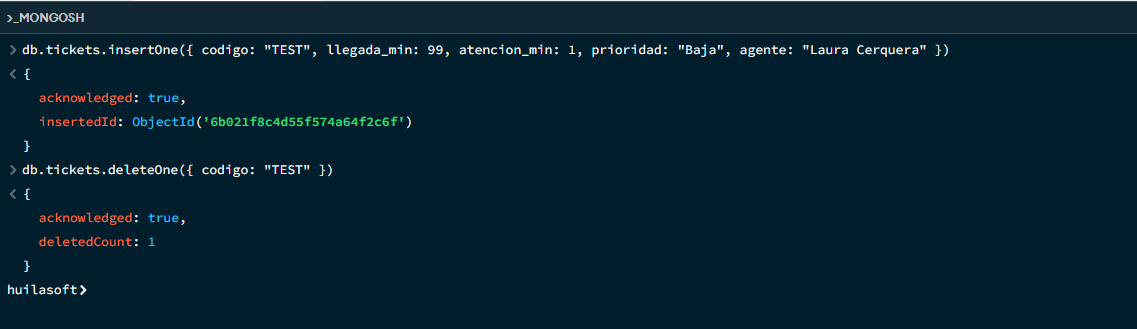 >_MONGOSH
> db.tickets.insertOne({ codigo: "TEST", llegada_min: 99, atencion_min: 1, prioridad: "Baja", agente: "Laura Cerquera" })
< {
acknowledged: true,
insertedId: ObjectId('6b021f8c4d55f574a64f2c6f')
}
> db.tickets.deleteOne({ codigo: "TEST" })
< {
acknowledged: true,
deletedCount: 1
}
huilasoft>